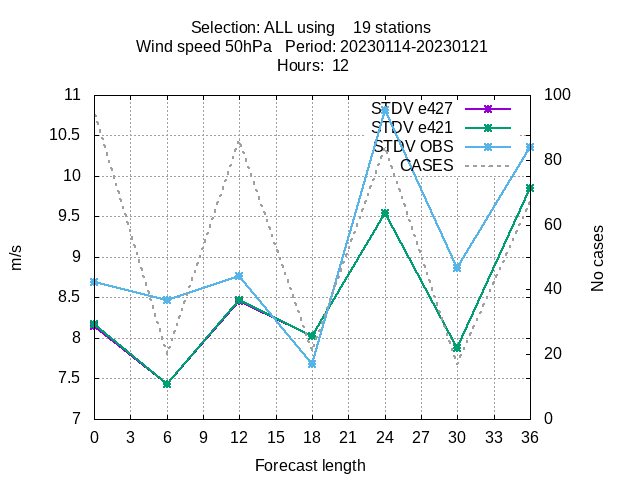 Selection: ALL using    19 stations
Wind speed 50hPa   Period: 20230114-20230121
Hours:  12
STDV e427
STDV e421
STDV OBS
CASES
11
10.5
10
9.5
9
8.5
8
7.5
7
m/s
100
80
60
40
20
0
No cases
0 3 6 9 12 15 18 21 24 27 30 33 36
Forecast length